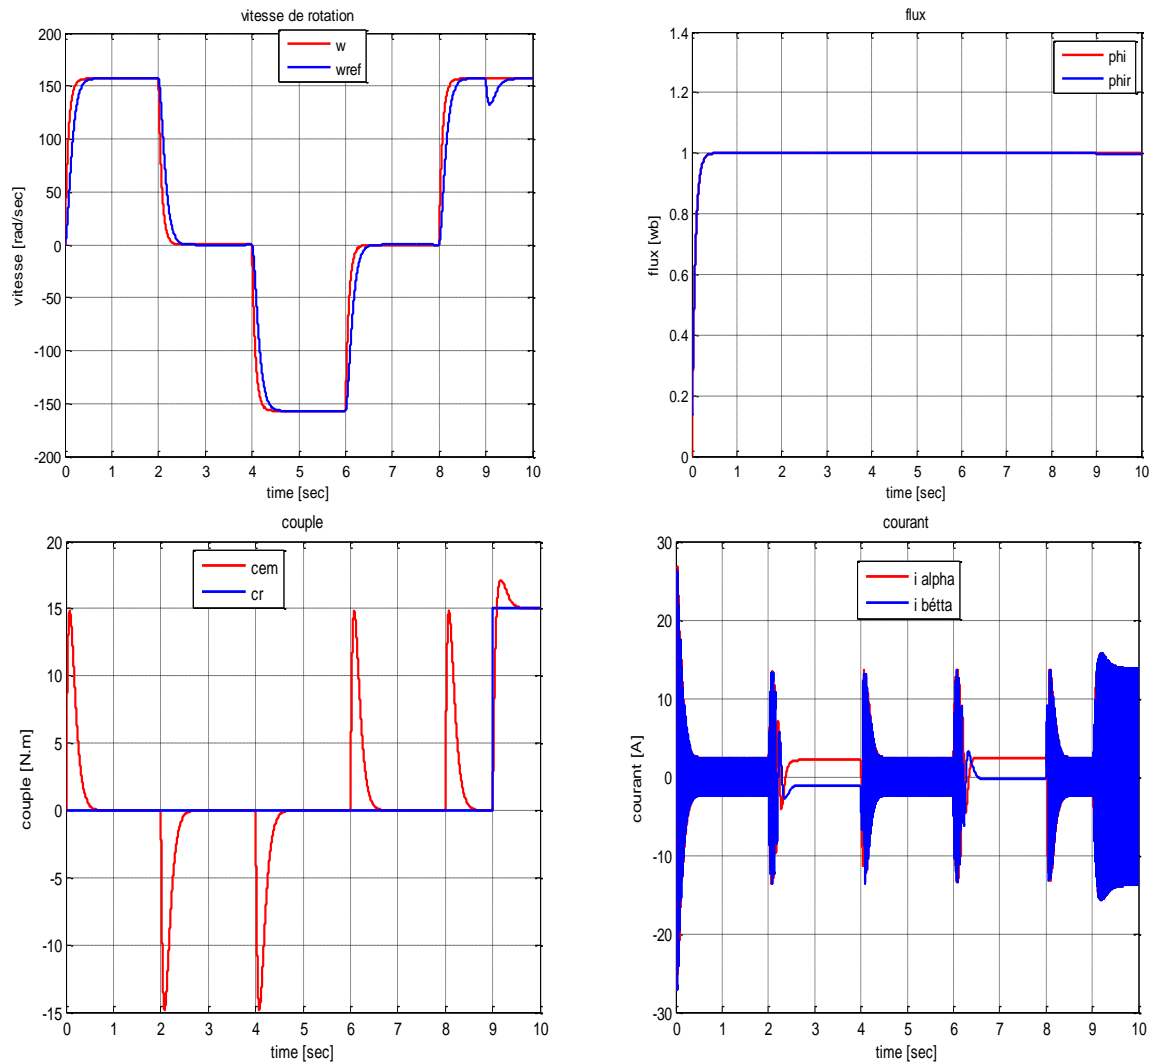 vitesse de rotation
w
wref
vitesse [rad/sec]
200
150
100
50
0
-50
-100
-150
-200
0 1 2 3 4 5 6 7 8 9 10
time [sec]
flux
phi
phir
flux [wb]
1.4
1.2
1
0.8
0.6
0.4
0.2
0
0 1 2 3 4 5 6 7 8 9 10
time [sec]
couple
cem
cr
couple [N.m]
20
15
10
5
0
-5
-10
-15
0 1 2 3 4 5 6 7 8 9 10
time [sec]
courant
i alpha
i bétta
courant [A]
30
20
10
0
-10
-20
-30
0 1 2 3 4 5 6 7 8 9 10
time [sec]